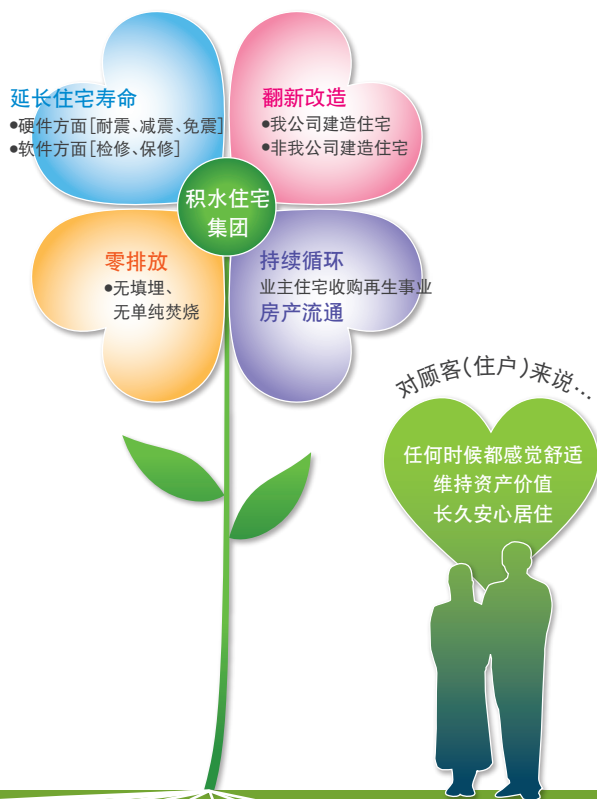 延长住宅寿命
●硬件方面[耐震、减震、免震]
●软件方面[检修、保修]
翻新改造
●我公司建造住宅
●非我公司建造住宅
积水住宅
集团
零排放
●无填埋、
无单纯焚烧
持续循环
业主住宅收购再生事业
房产流通
对顾客(住户)来说…
任何时候都感觉舒适
维持资产价值
长久安心居住